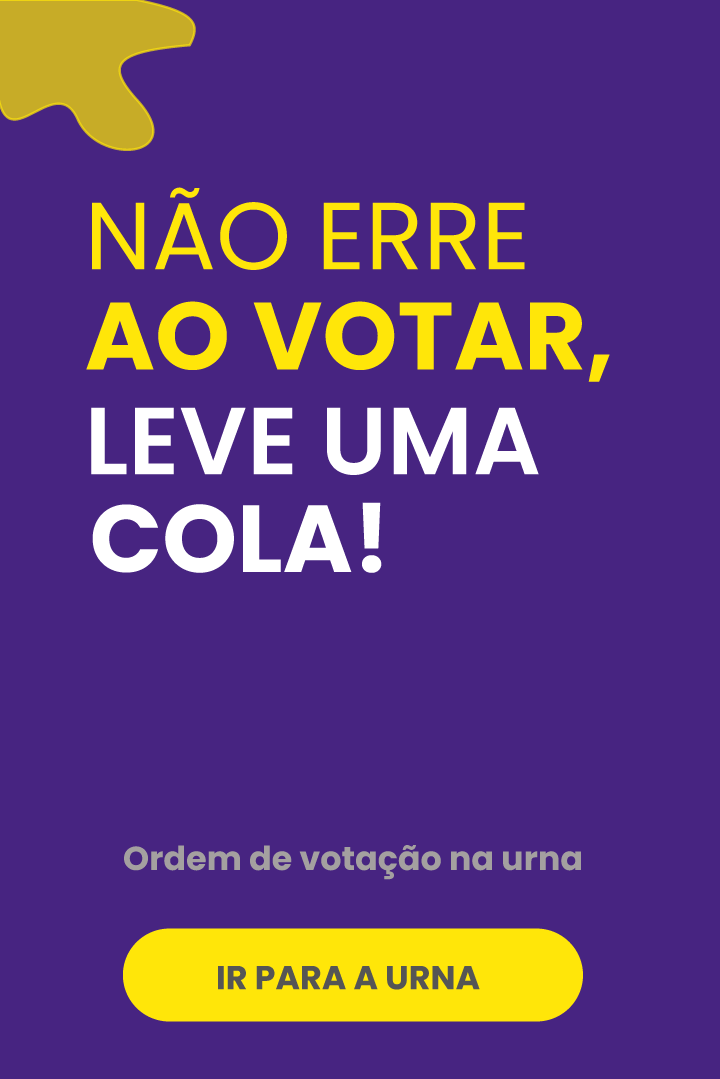 NÃO ERRE
AO VOTAR,
LEVE UMA
COLA!
Ordem de votação na urna
IR PARA A URNA